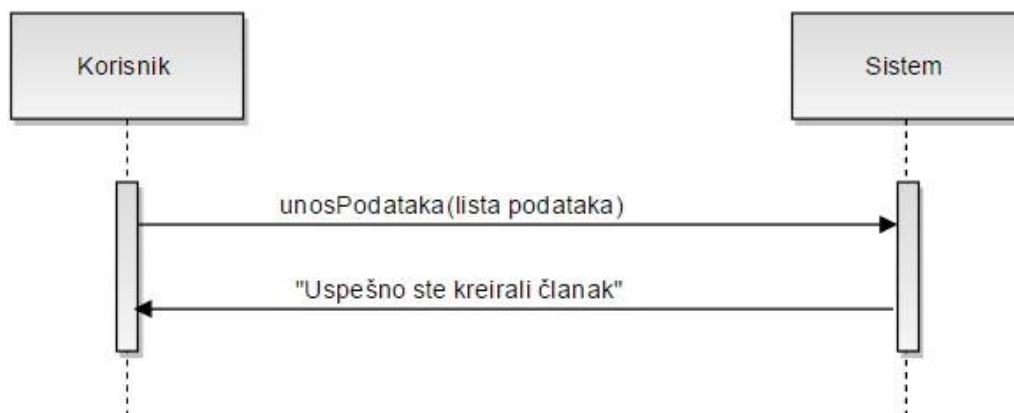 Korisnik
Sistem
unosPodataka(lista podataka)
"Uspešno ste kreirali članak"